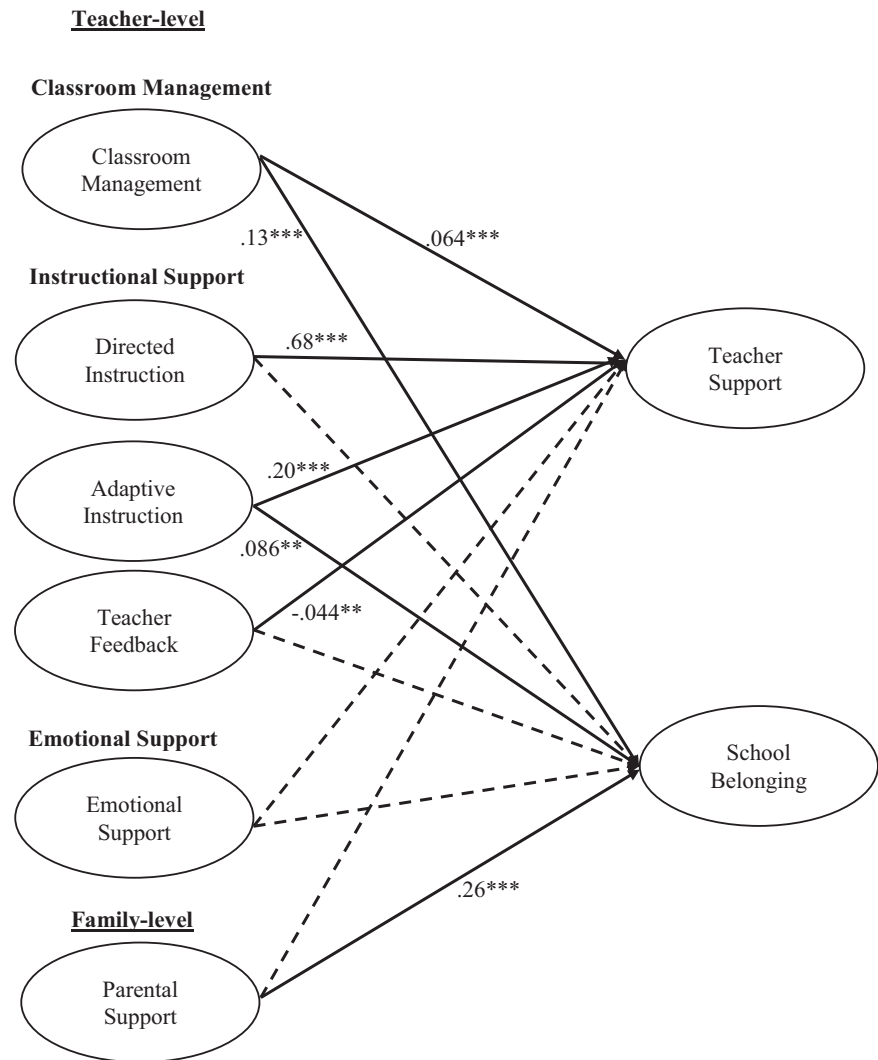 Teacher-level
Classroom Management
Classroom
Management
.13***
.064***
Instructional Support
Directed
Instruction
.68***
Teacher
Support
Adaptive
Instruction
.20***
.086**
Teacher
Feedback
-.044**
Emotional Support
Emotional
Support
School
Belonging
.26***
Family-level
Parental
Support